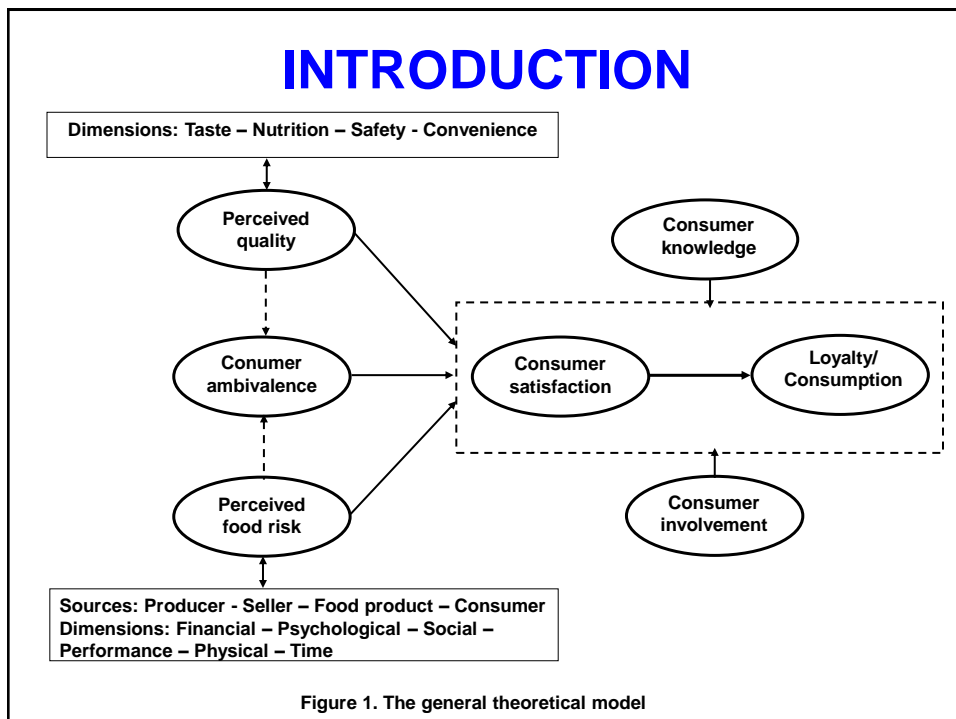 INTRODUCTION
Dimensions: Taste – Nutrition – Safety - Convenience
Perceived
quality
Consumer
knowledge
Conumer
ambivalence
Consumer
satisfaction
Loyalty/
Consumption
Perceived
food risk
Consumer
involvement
Sources: Producer - Seller – Food product – Consumer
Dimensions: Financial – Psychological – Social –
Performance – Physical – Time
Figure 1. The general theoretical model